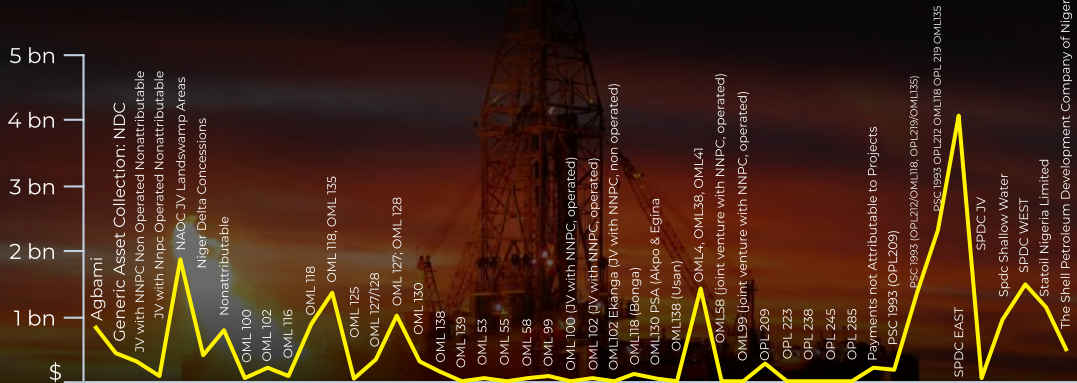 5 bn
4 bn
3 bn
2 bn
1 bn
$
Agbami
Generic Asset Collection: NDC
JV with NNPC Non Operated Nonattributable
JV with Nnpc Operated Nonattributable
NAOC JV Landswamp Areas
Niger Delta Concessions
Nonattributable
OML 100
OML 102
OML 116
OML 118
OML 118, OML 135
OML 125
OML 127/128
OML 127; OML 128
OML 130
OML 138
OML 139
OML 53
OML 55
OML 58
OML 99
OML 100 (JV with NNPC, operated)
OML 102 (JV with NNPC, operated)
OML102 Ekanga (JV with NNPC, non operated)
OML118 (Bonga)
OML130 PSA (Akpo & Egina
OML138 (Usan)
OML4, OML38, OML41
OML58 (joint venture with NNPC, operated)
OML99 (joint venture with NNPC, operated)
OPL 209
OPL 223
OPL 238
OPL 245
OPL 285
Payments not Attributable to Projects
PSC 1993 (OPL209)
PSC 1993 OPL212/OML118, OPL219/OML135)
PSC 1993 OPL212 OML118 OPL 219 OML135
SPDC EAST
SPDC JV
Spdc Shallow Water
SPDC WEST
Statoil Nigeria Limited
The Shell Petroleum Development Company of Niger